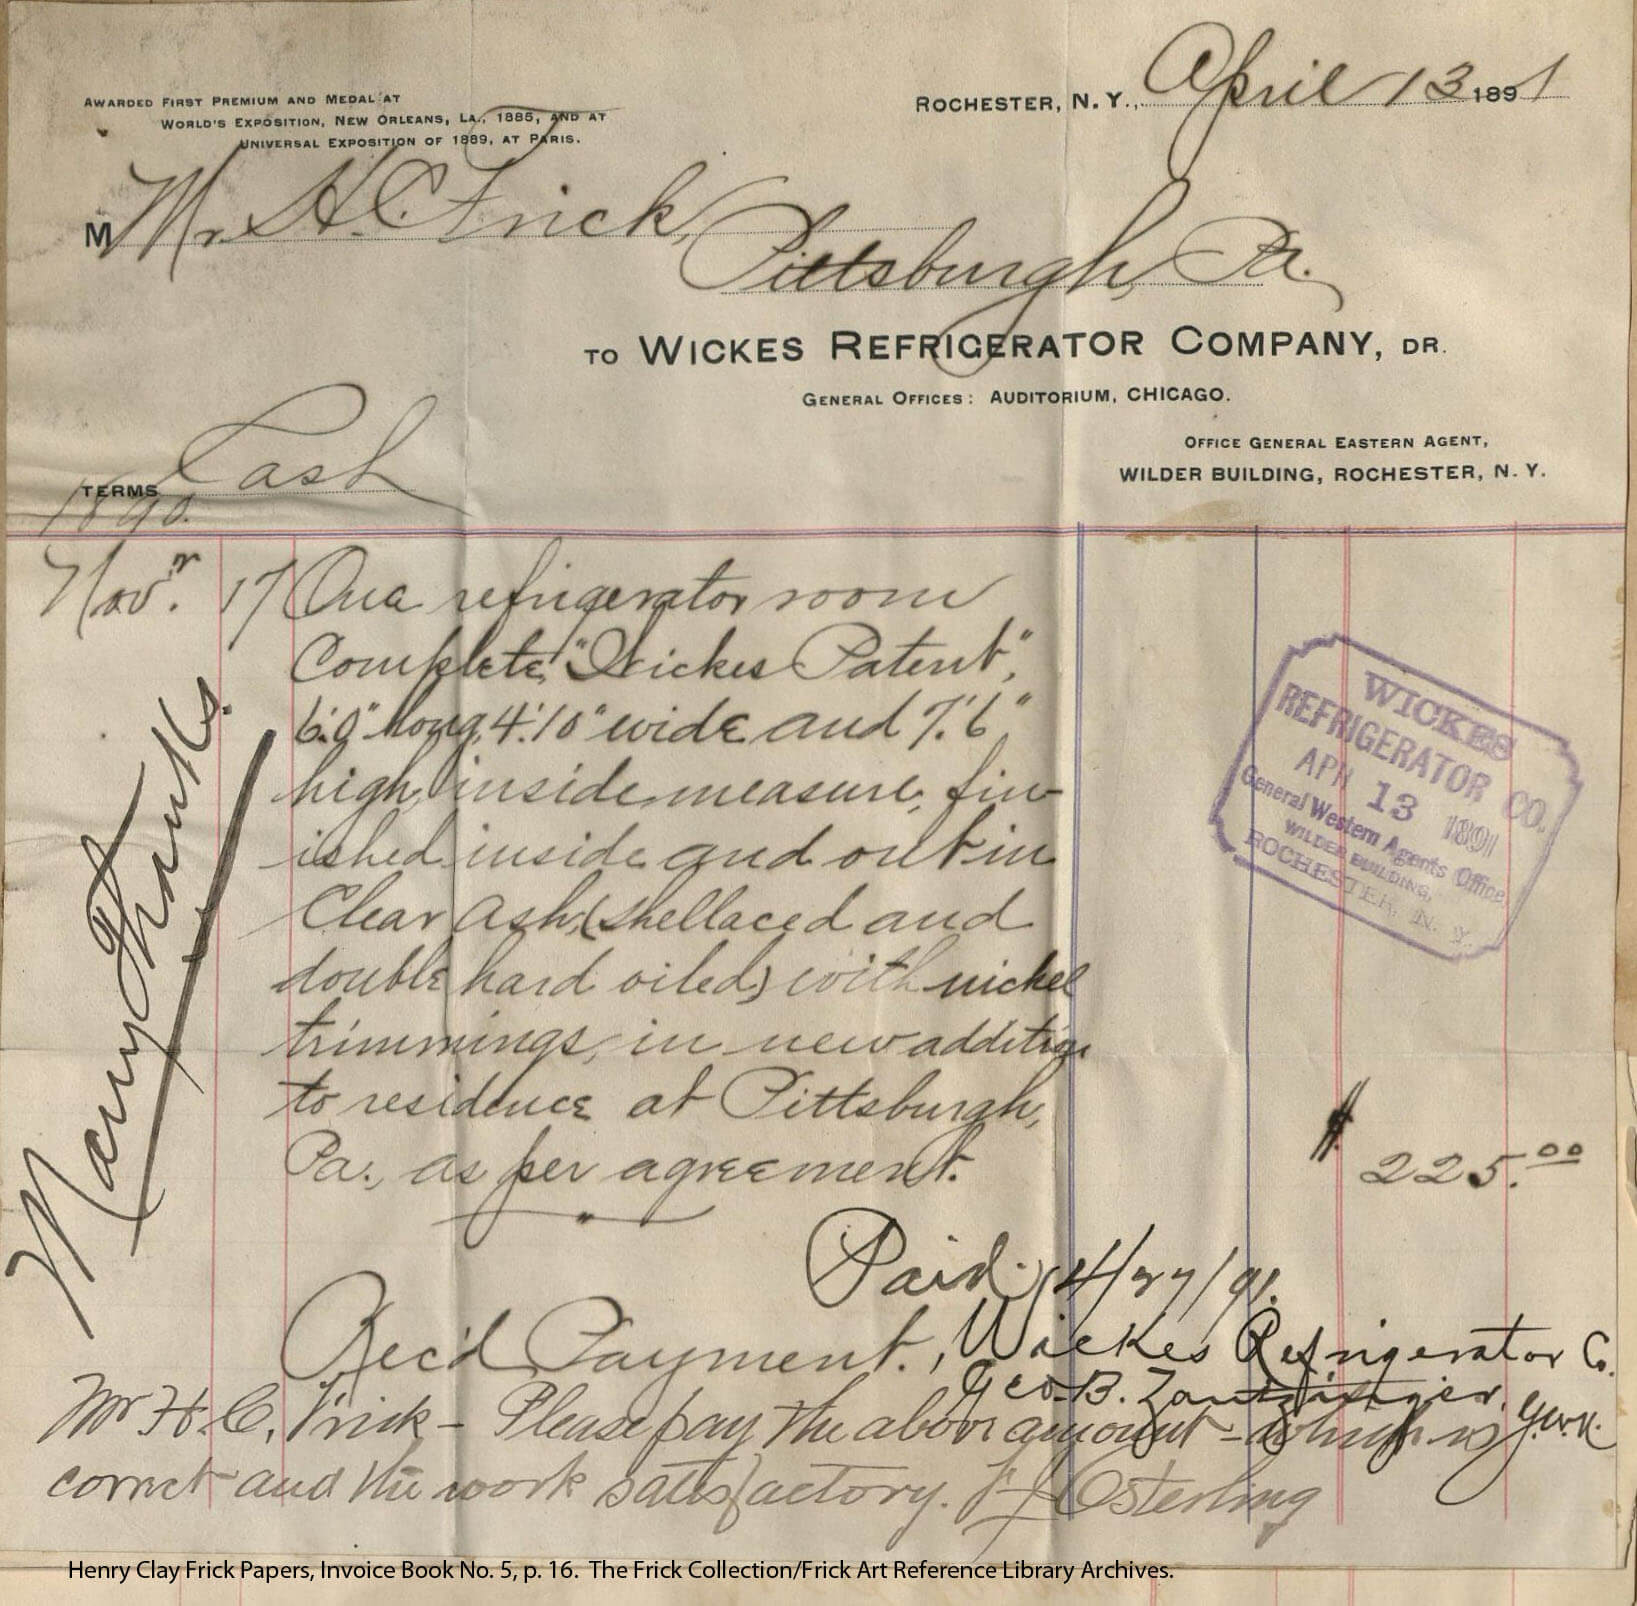 AWARDED FIRST PREMIUM AND MEDAL AT
WORLD'S EXPOSITION, NEW ORLEANS, LA., 1885, AND AT
UNIVERSAL EXPOSITION OF 1889, AT PARIS.
ROCHESTER, N. Y., April 13 1891
M Mr H. C. Frick,
Pittsburgh, Pa.
TO WICKES REFRIGERATOR COMPANY, DR.
GENERAL OFFICES: AUDITORIUM, CHICAGO.
OFFICE GENERAL EASTERN AGENT,
WILDER BUILDING, ROCHESTER, N. Y.
TERMS Cash
1890.
Nov.r 17 One refrigerator room
Complete, "Wickes Patent",
6'.0" long, 4'.10" wide and 7'.6"
high, inside measure, fin-
ished inside and out in
Clear Ash, (shellaced and
double hard oiled) with nickel
trimmings, in new addition
to residence at Pittsburgh,
Pa., as per agreement.
$ 225.00
Many Thanks.
WICKES
REFRIGERATOR CO.
APR 13 1891
General Western Agents Office,
WILDER BUILDING,
ROCHESTER, N. Y.
Paid. 4/27/91.
Rec'd Payment., Wickes Refrigerator Co.
Geo. B. Zantzinger.
Mr H. C. Frick - Please pay the above amount - which is
correct and the work satisfactory. F J Osterling
Henry Clay Frick Papers, Invoice Book No. 5, p. 16. The Frick Collection/Frick Art Reference Library Archives.